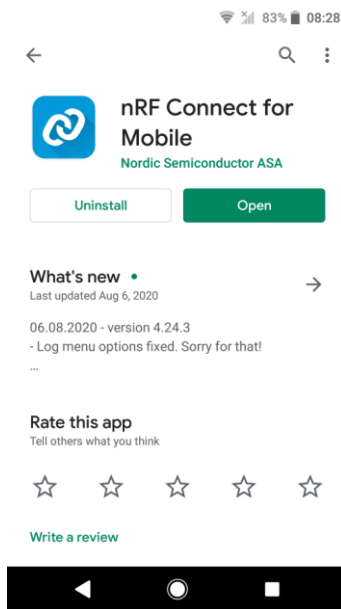 83% 08:28
nRF Connect for
Mobile
Nordic Semiconductor ASA
Uninstall
Open
What's new
Last updated Aug 6, 2020
06.08.2020 - version 4.24.3
- Log menu options fixed. Sorry for that!
...
Rate this app
Tell others what you think
Write a review